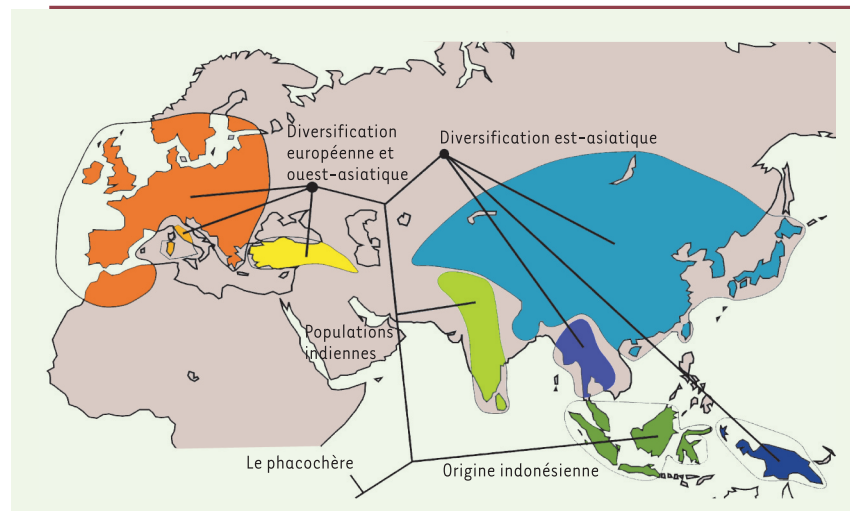 Diversification
européenne et
ouest-asiatique
Diversification est-asiatique
Populations
indiennes
Le phacochère
Origine indonésienne